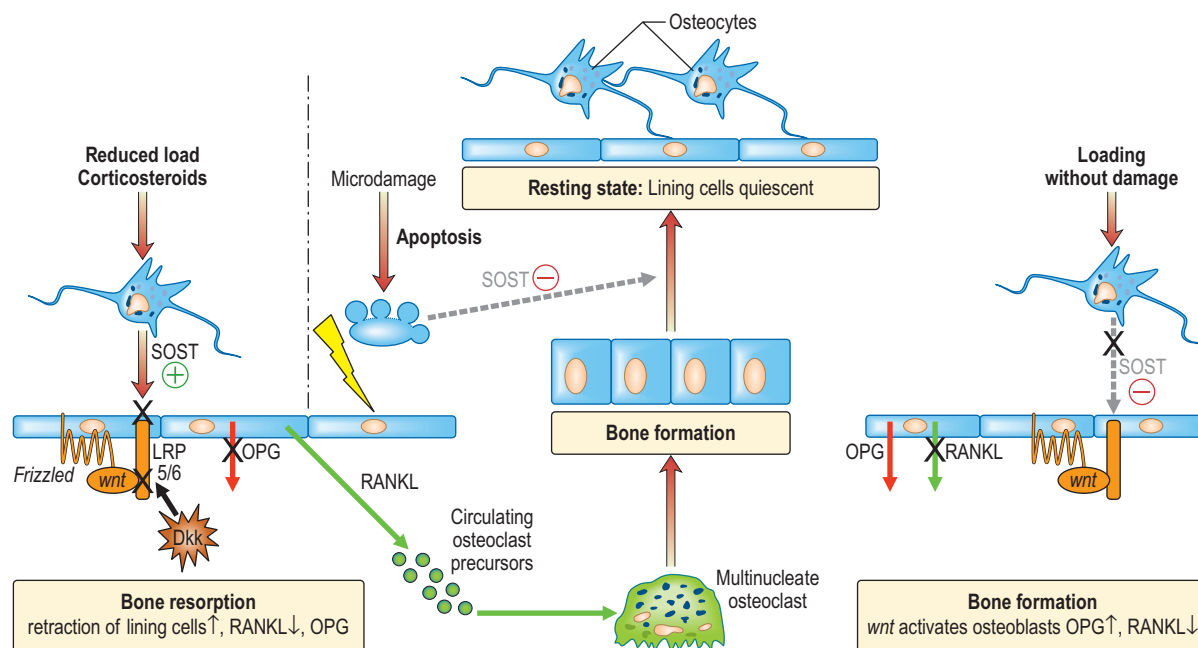 Osteocytes
Reduced load
Corticosteroids
Microdamage
Apoptosis
Resting state: Lining cells quiescent
Loading
without damage
SOST
SOST
SOST
Frizzled
wnt
LRP
5/6
Dkk
OPG
RANKL
Circulating
osteoclast
precursors
Bone formation
Multinucleate
osteoclast
OPG
RANKL
wnt
Bone resorption
retraction of lining cells↑, RANKL↓, OPG
Bone formation
wnt activates osteoblasts OPG↑, RANKL↓